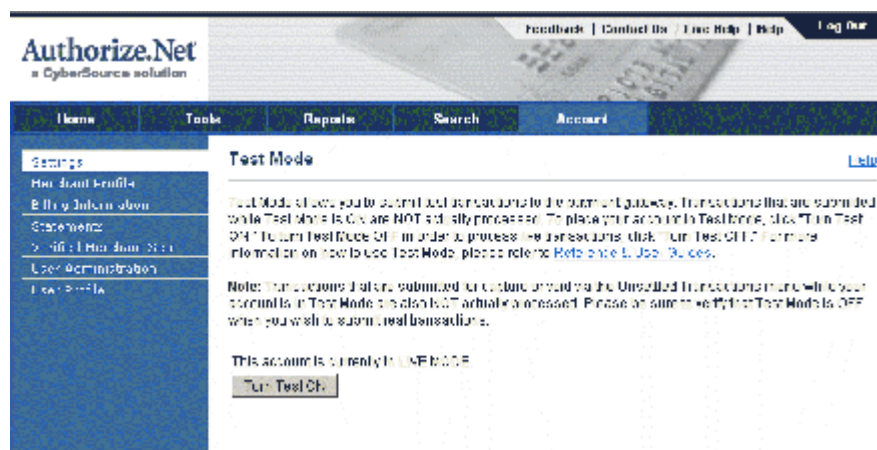 Feedback | Contact Us / Live Help | Help Log Out
Authorize.Net
a CyberSource solution
Home Tools Reports Search Account
Settings
Merchant Profile
Billing Information
Statements
Verified Merchant Seal
User Administration
User Profile
Test Mode
Help
Test Mode allows you to submit test transactions to the payment gateway. Transactions that are submitted
while Test Mode is ON are NOT actually processed. To place your account in Test Mode, click "Turn Test
ON." To turn Test Mode OFF in order to process live transactions, click "Turn Test OFF." For more
information on how to use Test Mode, please refer to Reference & User Guides.
Note: Transactions that are submitted for capture or void via the Unsettled Transactions menu while your
account is in Test Mode are also NOT actually processed. Please be sure to verify that Test Mode is OFF
when you wish to submit real transactions.
This account is currently in LIVE MODE
Turn Test ON